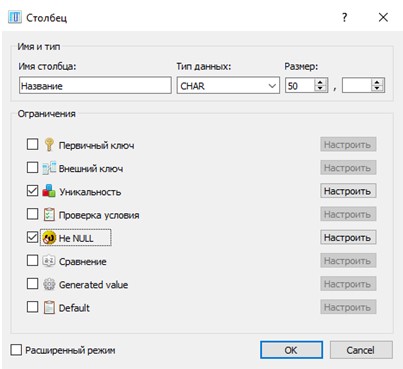 Столбец
Имя и тип
Имя столбца: Тип данных: Размер:
Название CHAR 50 ,
Ограничения
Первичный ключ Настроить
Внешний ключ Настроить
Уникальность Настроить
Проверка условия Настроить
Не NULL Настроить
Сравнение Настроить
Generated value Настроить
Default Настроить
Расширенный режим OK Cancel